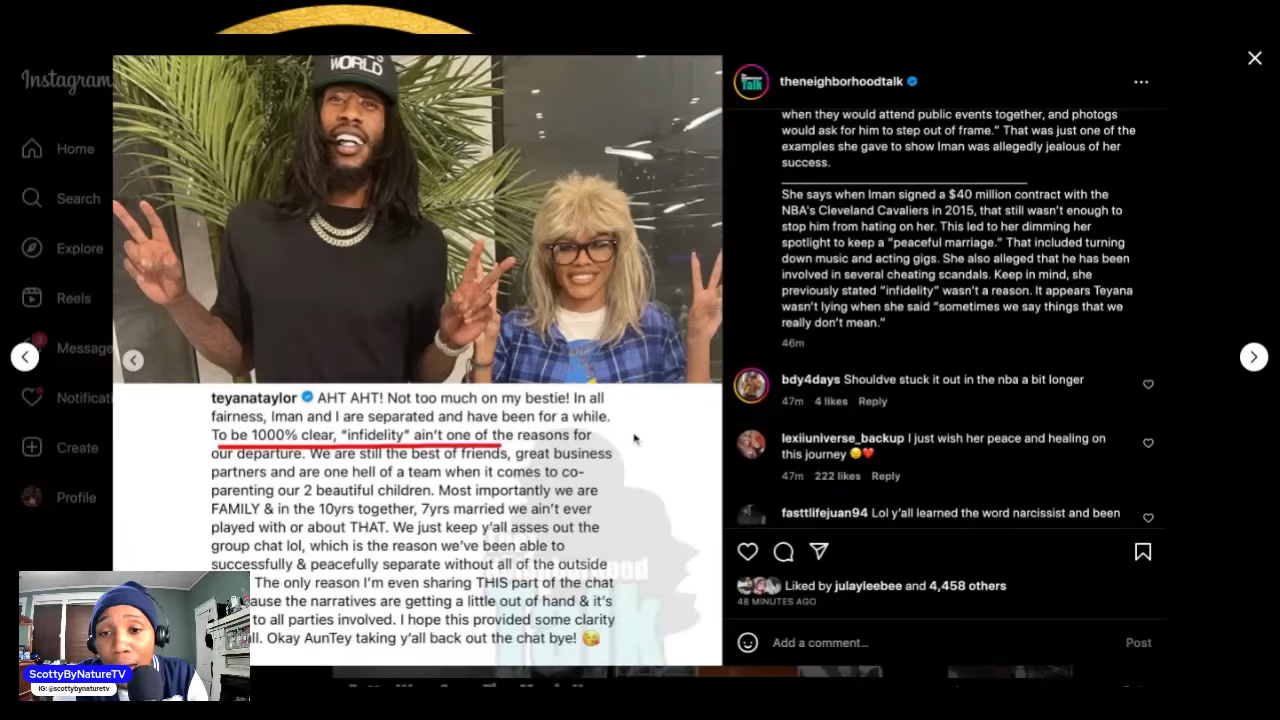 Instagram
Home
Search
Explore
Reels
Message
Notificat
Create
Profile
WORLD
teyanataylor AHT AHT! Not too much on my bestie! In all
fairness, Iman and I are separated and have been for a while.
To be 1000% clear, “infidelity” ain’t one of the reasons for
our departure. We are still the best of friends, great business
partners and are one hell of a team when it comes to co-
parenting our 2 beautiful children. Most importantly we are
FAMILY & in the 10yrs together, 7yrs married we ain’t ever
played with or about THAT. We just keep y’all asses out the
group chat lol, which is the reason we’ve been able to
successfully & peacefully separate without all of the outside
The only reason I’m even sharing THIS part of the chat
ause the narratives are getting a little out of hand & it’s
to all parties involved. I hope this provided some clarity
ll. Okay AunTey taking y’all back out the chat bye! 😘
Talk
theneighborhoodtalk
when they would attend public events together, and photogs
would ask for him to step out of frame.” That was just one of the
examples she gave to show Iman was allegedly jealous of her
success.
She says when Iman signed a $40 million contract with the
NBA's Cleveland Cavaliers in 2015, that still wasn’t enough to
stop him from hating on her. This led to her dimming her
spotlight to keep a “peaceful marriage.” That included turning
down music and acting gigs. She also alleged that he has been
involved in several cheating scandals. Keep in mind, she
previously stated “infidelity” wasn’t a reason. It appears Teyana
wasn’t lying when she said “sometimes we say things that we
really don’t mean.”
46m
bdy4days Shouldve stuck it out in the nba a bit longer
47m 4 likes Reply
lexiiuniverse_backup I just wish her peace and healing on
this journey 😔❤️
47m 222 likes Reply
fasttlifejuan94 Lol y’all learned the word narcissist and been
Liked by julayleebee and 4,458 others
48 MINUTES AGO
Add a comment...
Post
ScottyByNatureTV
IG: @scottybynaturetv